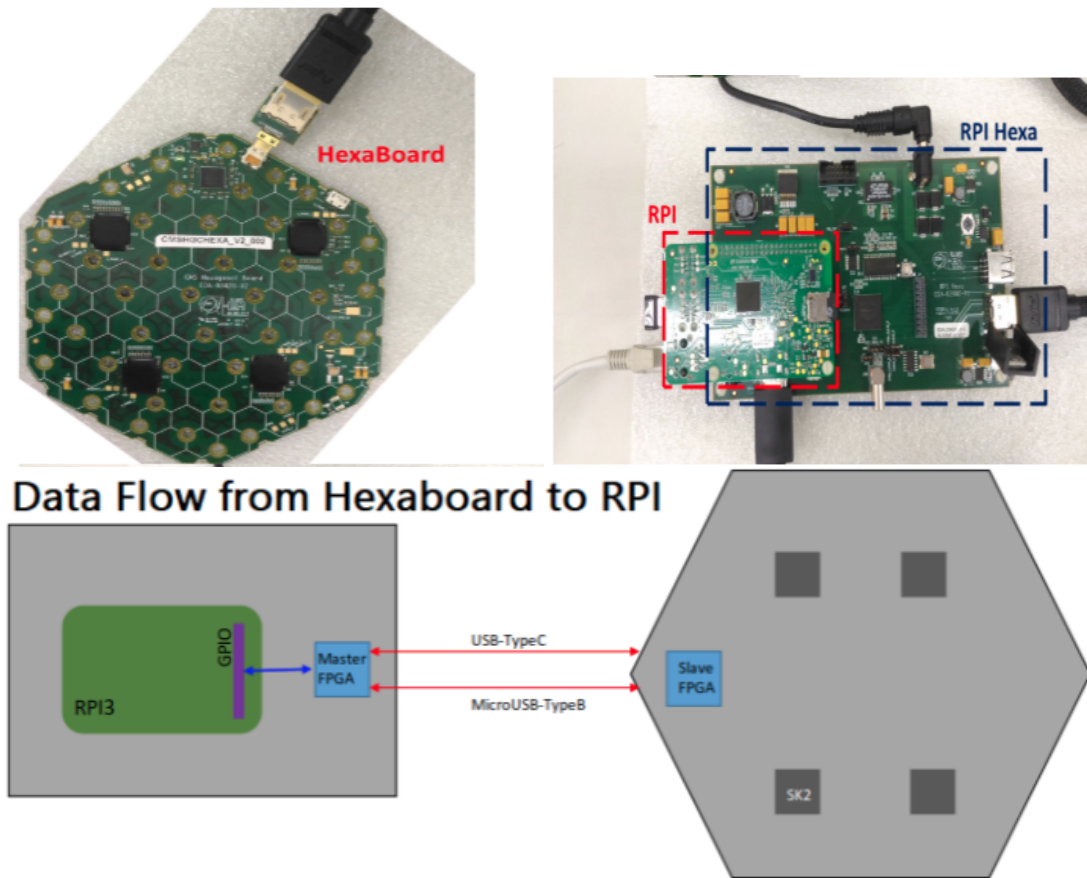 HexaBoard
CMSHGCHEXA_V2_002
RPI Hexa
RPI
Data Flow from Hexaboard to RPI
GPIO
RPI3
Master
FPGA
USB-TypeC
MicroUSB-TypeB
Slave
FPGA
SK2